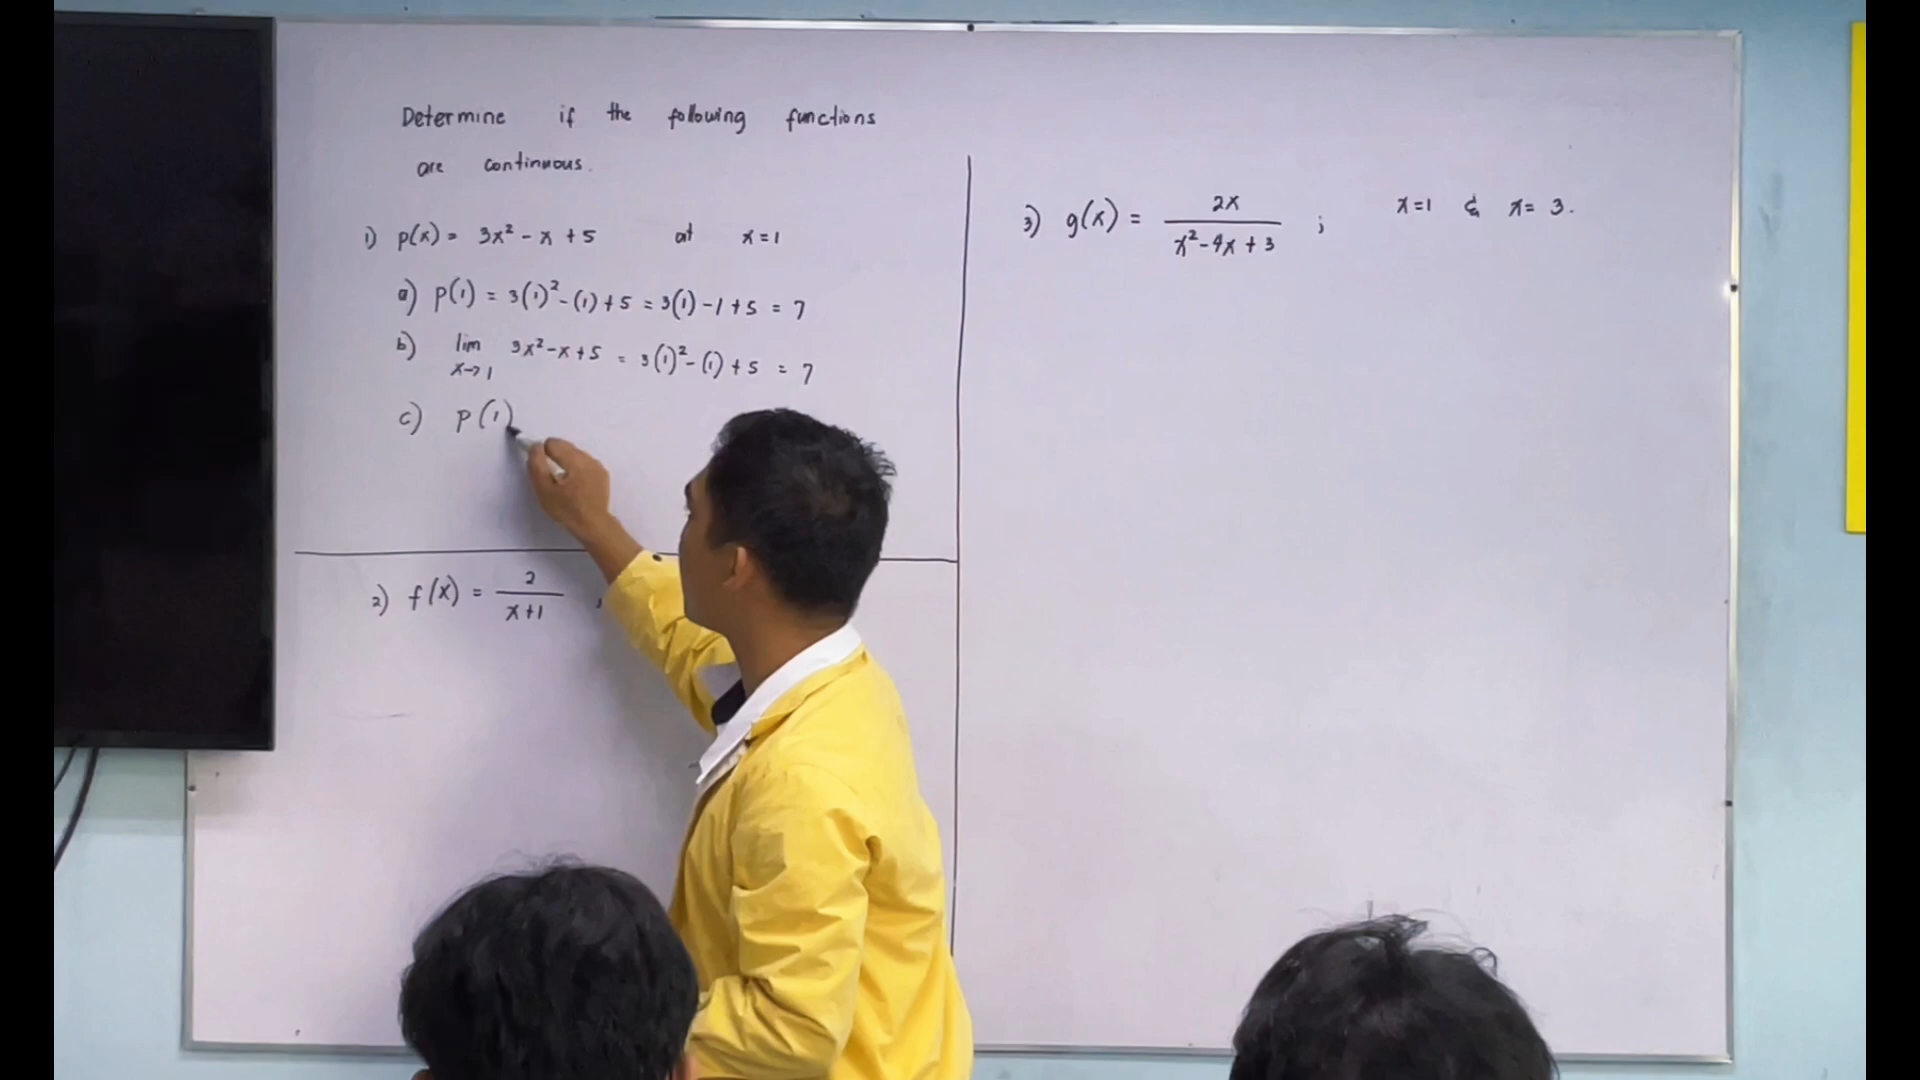 Determine if the following functions
are continuous.
1) p(x) = 3x² - x + 5 at x = 1
a) p(1) = 3(1)² - (1) + 5 = 3(1) - 1 + 5 = 7
b) lim x→1 3x² - x + 5 = 3(1)² - (1) + 5 = 7
c) p(1)
2) f(x) = 2 / x+1 ;
3) g(x) = 2x / x² - 4x + 3 ; x = 1 & x = 3.